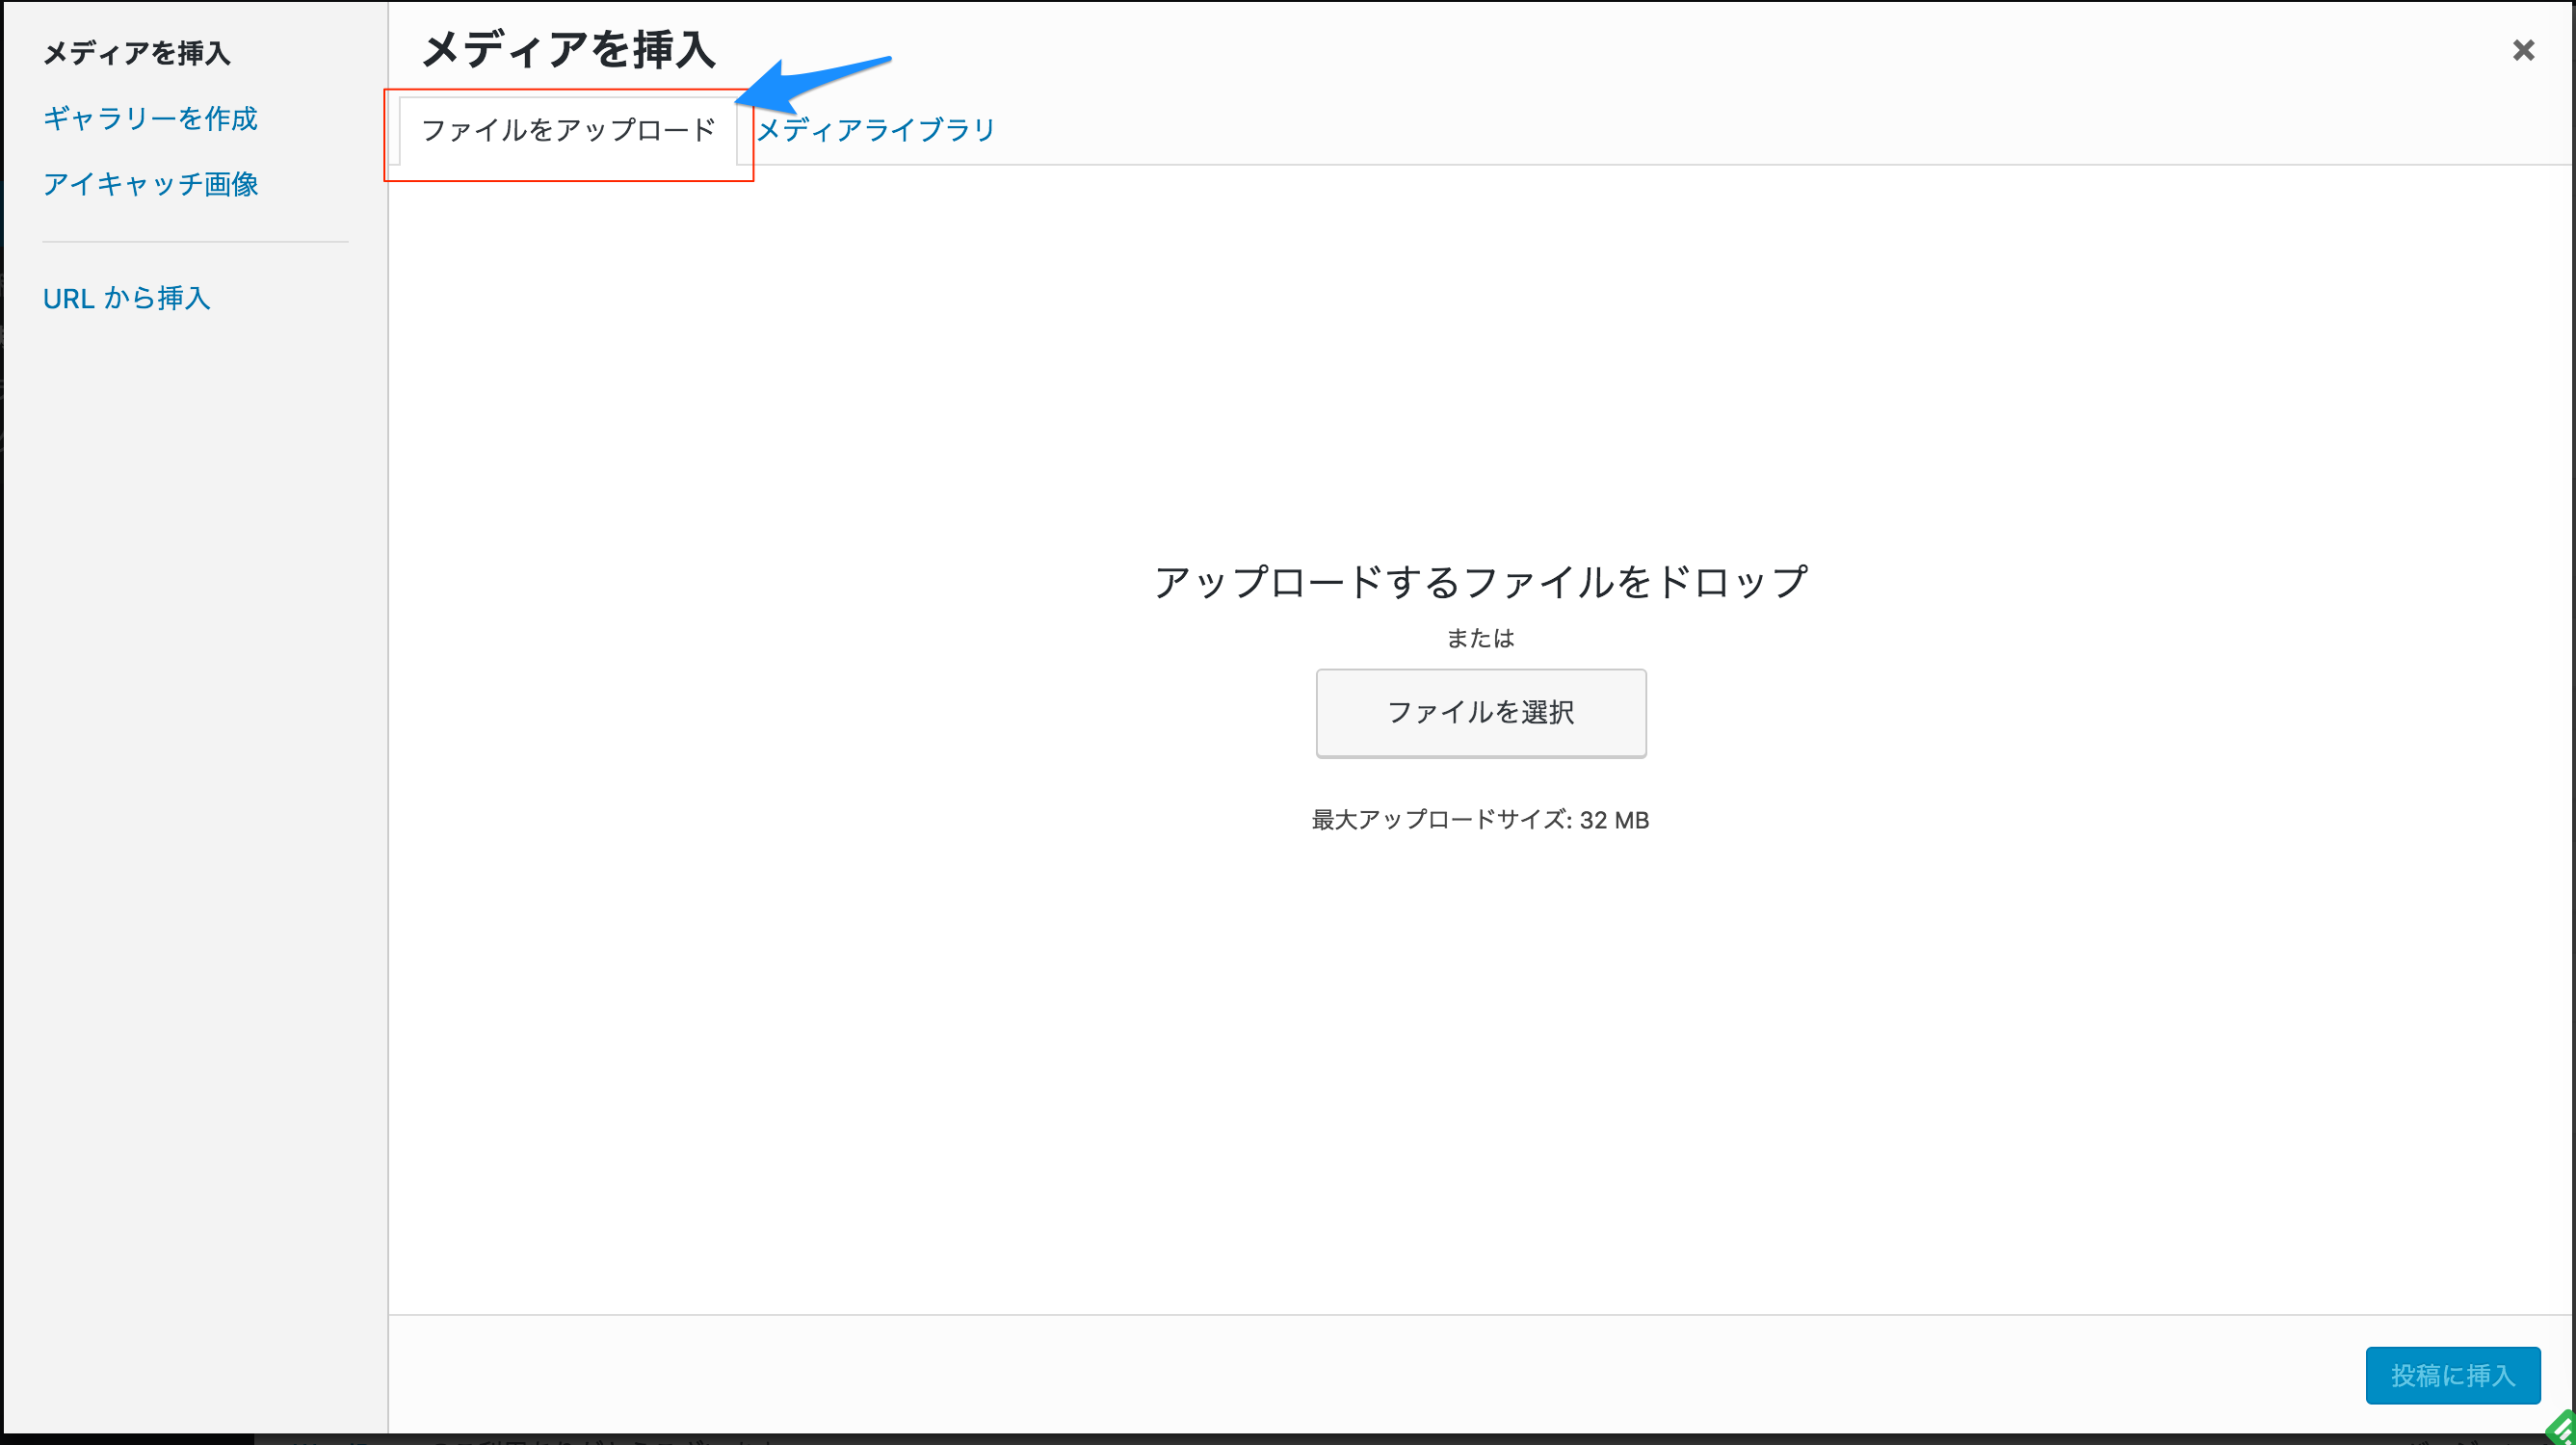 メディアを挿入
ギャラリーを作成
アイキャッチ画像
URL から挿入
メディアを挿入
ファイルをアップロード
メディアライブラリ
アップロードするファイルをドロップ
または
ファイルを選択
最大アップロードサイズ: 32 MB
投稿に挿入